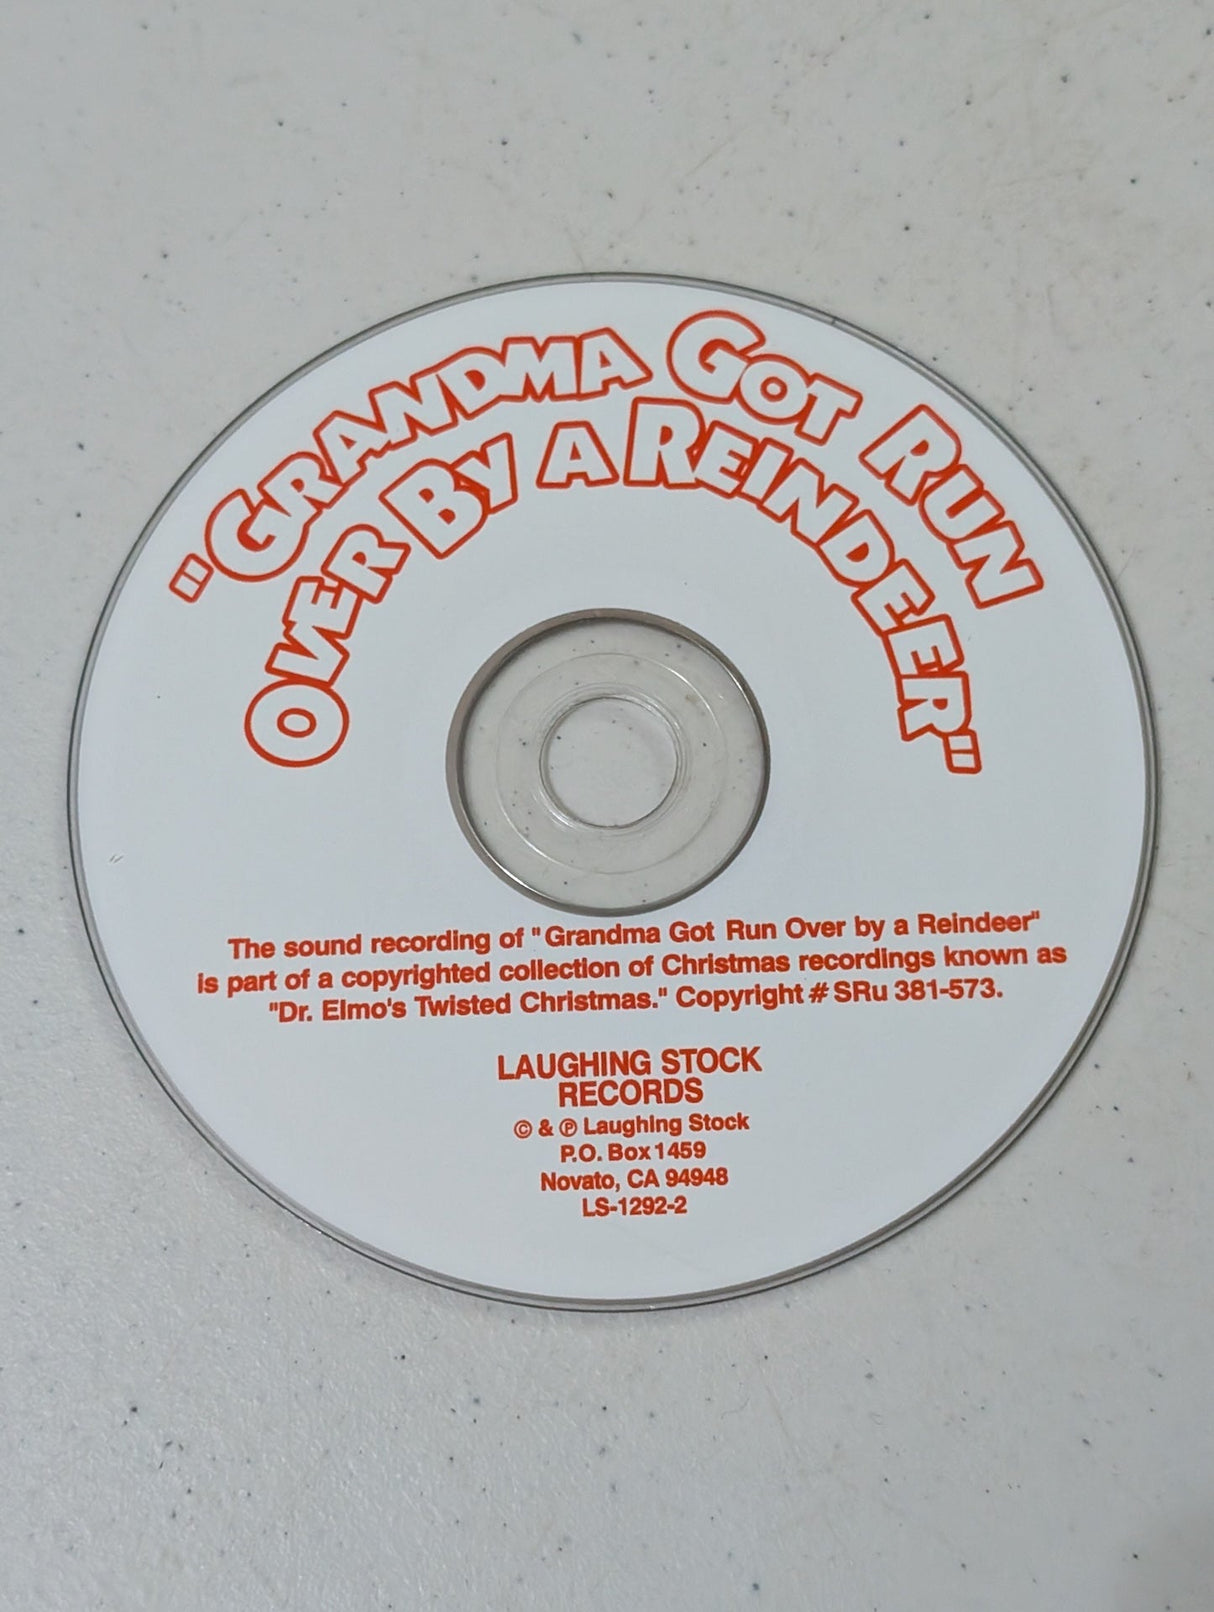 "GRANDMA GOT RUN
OVER BY A REINDEER"
The sound recording of "Grandma Got Run Over by a Reindeer"
is part of a copyrighted collection of Christmas recordings known as
"Dr. Elmo's Twisted Christmas." Copyright # SRu 381-573.
LAUGHING STOCK
RECORDS
© & ℗ Laughing Stock
P.O. Box 1459
Novato, CA 94948
LS-1292-2